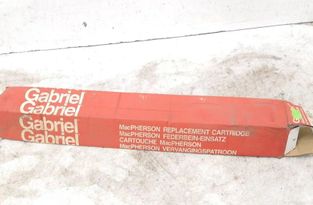 Gabriel
Gabriel
Gabriel
Gabriel
MacPHERSON REPLACEMENT CARTRIDGE
MacPHERSON FEDERBEIN-EINSATZ
CARTOUCHE MacPHERSON
MacPHERSON VERVANGINGSPATROON